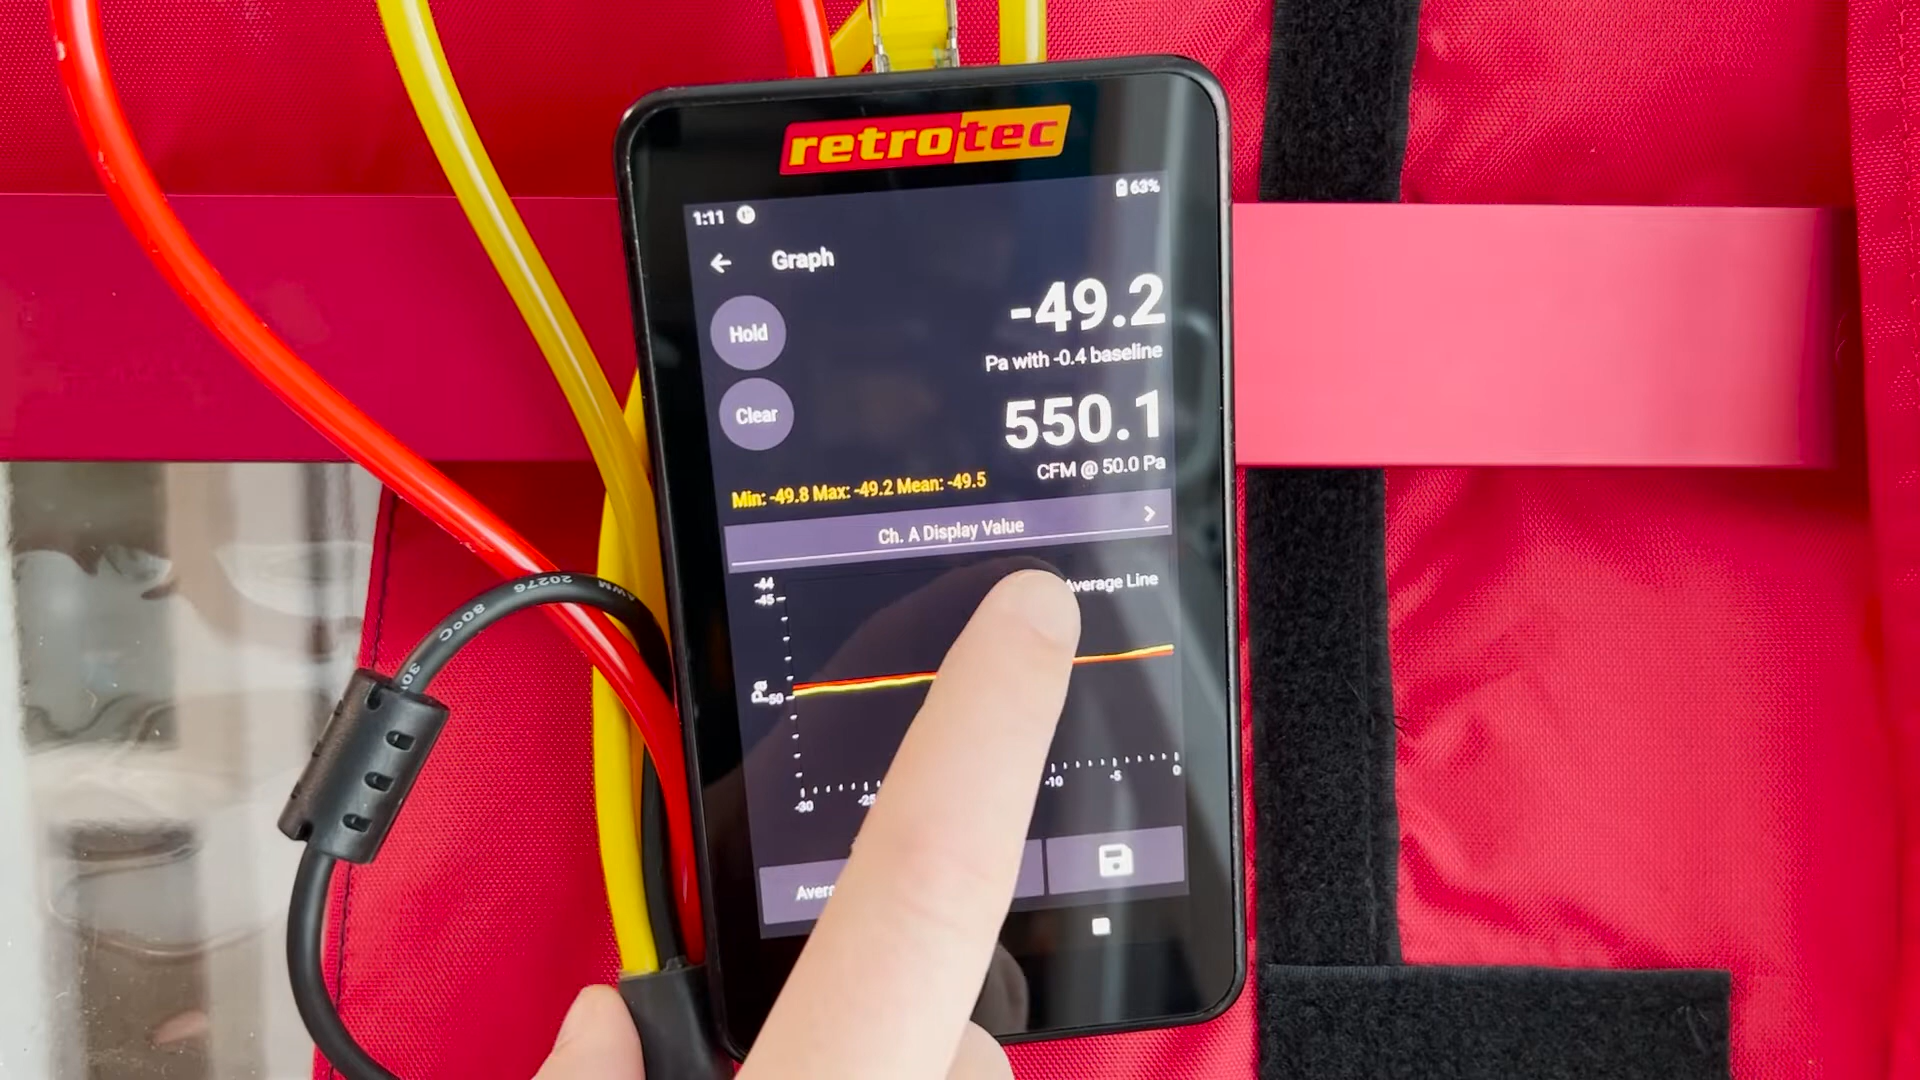 retrotec
63%
1:11
Graph
-49.2
Hold
Pa with -0.4 baseline
550.1
Clear
CFM @ 50.0 Pa
Min: -49.8 Max: -49.2 Mean: -49.5
Ch. A Display Value
-44
-45
Average Line
Pa
-50
-30 -25 -10 -5 0
AWM 20276 80°C 30